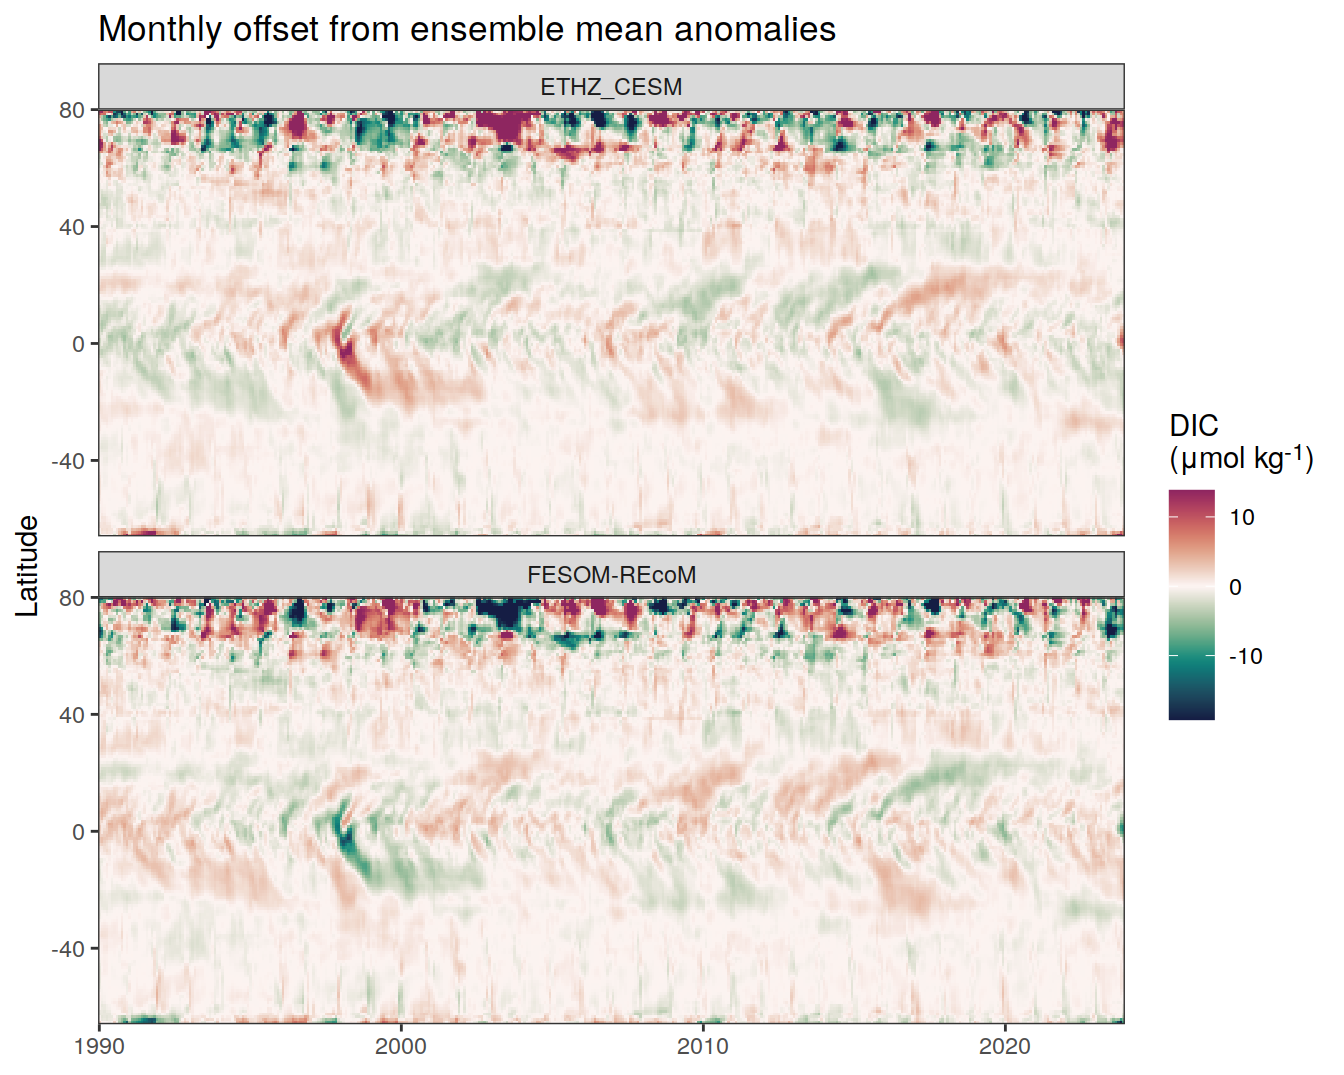 Monthly offset from ensemble mean anomalies
ETHZ_CESM
80
40
0
-40
FESOM-REcoM
80
40
0
-40
1990 2000 2010 2020
Latitude
DIC
(μmol kg⁻¹)
10
0
-10